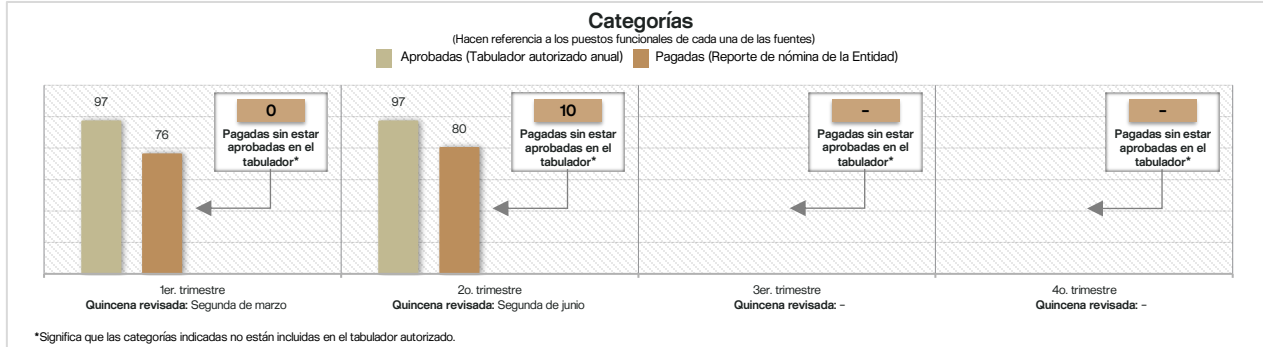 Categorías
(Hacen referencia a los puestos funcionales de cada una de las fuentes)
Aprobadas (Tabulador autorizado anual) Pagadas (Reporte de nómina de la Entidad)
97
76
0
Pagadas sin estar
aprobadas en el
tabulador*
97
80
10
Pagadas sin estar
aprobadas en el
tabulador*
–
Pagadas sin estar
aprobadas en el
tabulador*
–
Pagadas sin estar
aprobadas en el
tabulador*
1er. trimestre
Quincena revisada: Segunda de marzo
2o. trimestre
Quincena revisada: Segunda de junio
3er. trimestre
Quincena revisada: –
4o. trimestre
Quincena revisada: –
*Significa que las categorías indicadas no están incluidas en el tabulador autorizado.